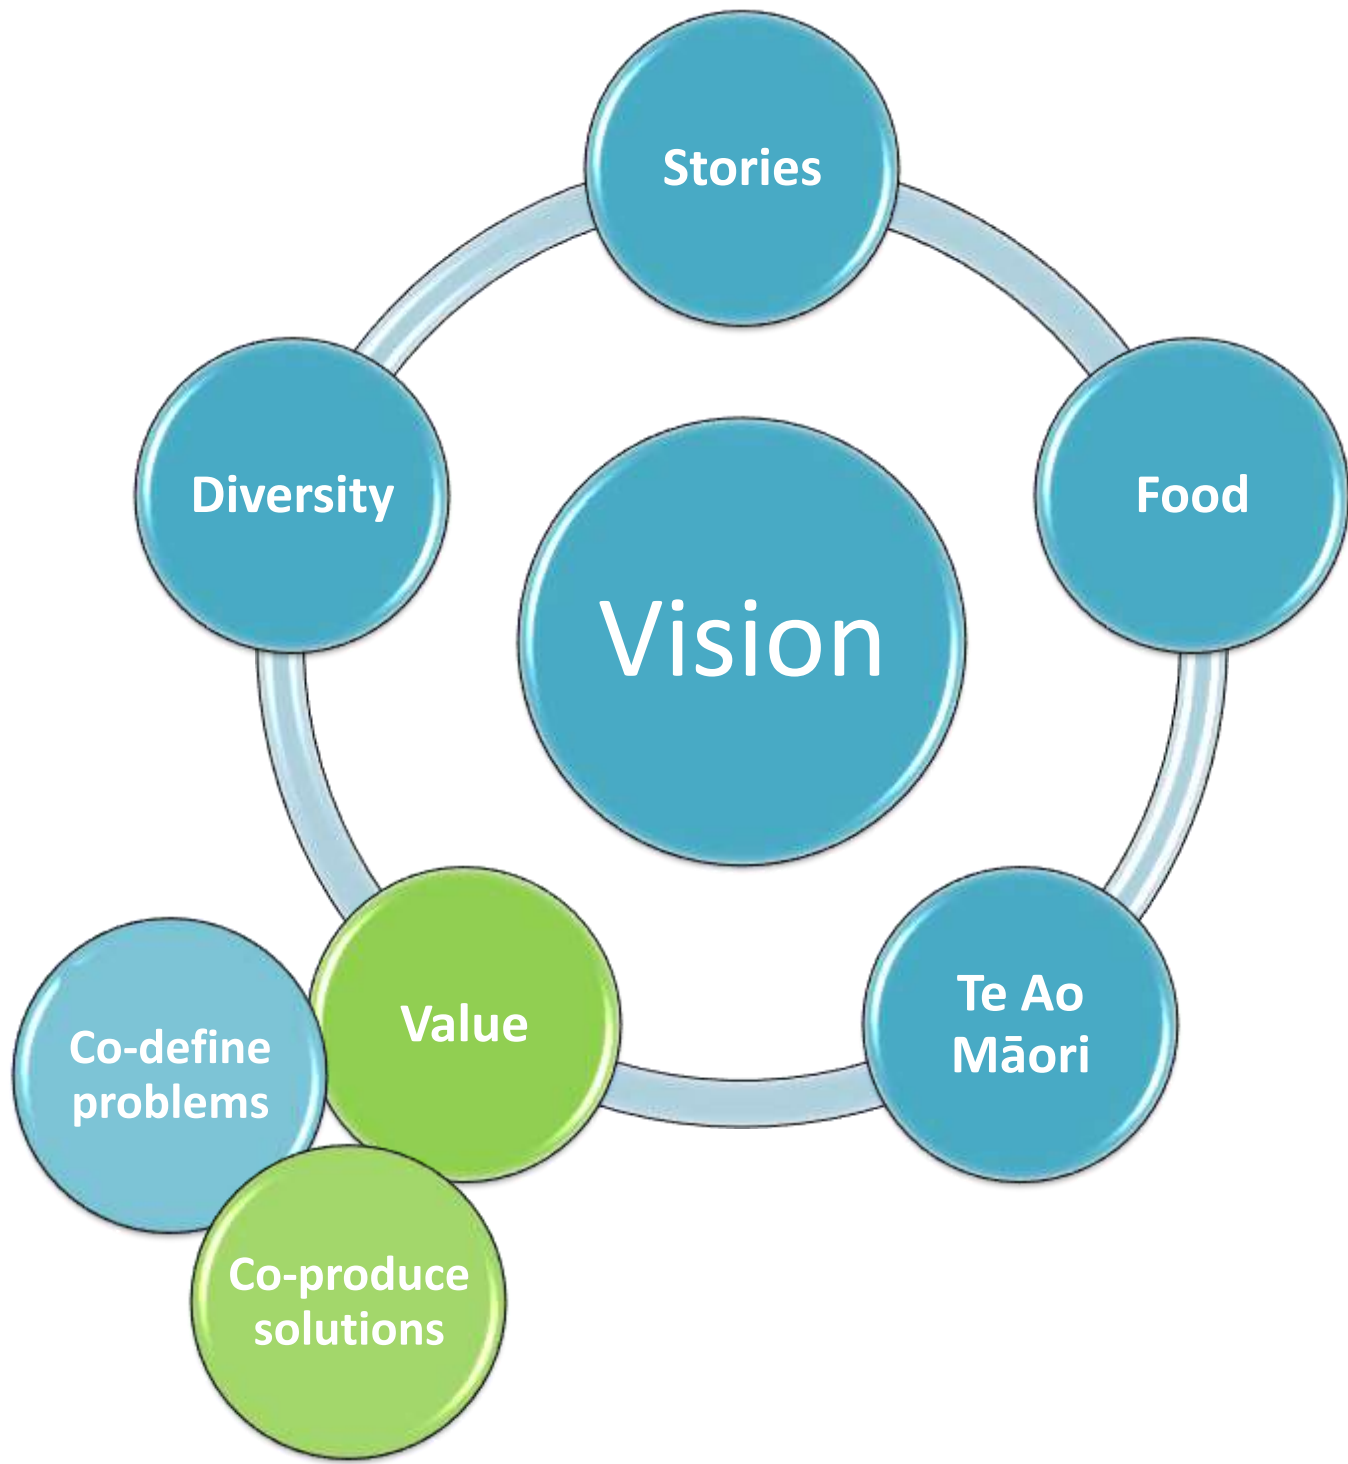 Stories
Diversity
Food
Vision
Te Ao
Māori
Value
Co-define
problems
Co-produce
solutions